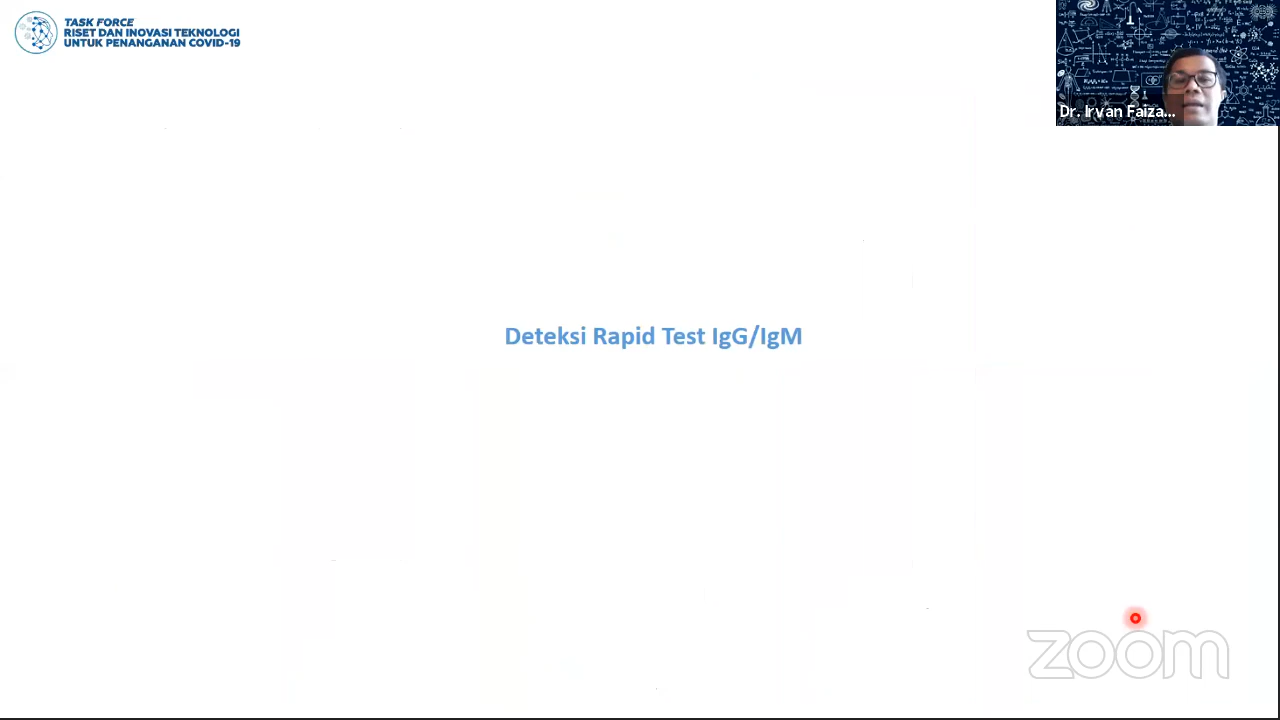 TASK FORCE
RISET DAN INOVASI TEKNOLOGI
UNTUK PENANGANAN COVID-19
Dr. Irvan Faiza...
Deteksi Rapid Test IgG/IgM
zoom